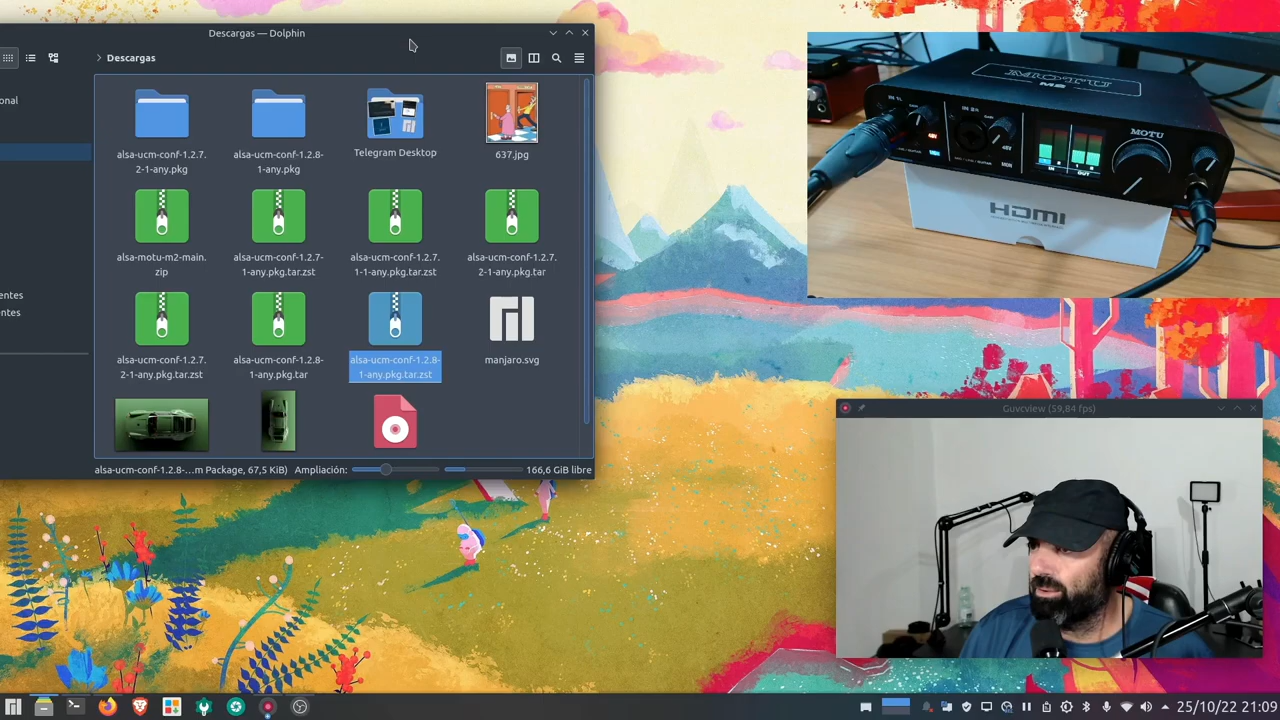 Descargas — Dolphin
Descargas
onal
entes
entes
alsa-ucm-conf-1.2.7.
2-1-any.pkg
alsa-ucm-conf-1.2.8-
1-any.pkg
Telegram Desktop
637.jpg
alsa-motu-m2-main.
zip
alsa-ucm-conf-1.2.7-
1-any.pkg.tar.zst
alsa-ucm-conf-1.2.7.
1-1-any.pkg.tar.zst
alsa-ucm-conf-1.2.7.
2-1-any.pkg.tar
alsa-ucm-conf-1.2.7.
2-1-any.pkg.tar.zst
alsa-ucm-conf-1.2.8-
1-any.pkg.tar
alsa-ucm-conf-1.2.8-
1-any.pkg.tar.zst
manjaro.svg
alsa-ucm-conf-1.2.8-...m Package, 67,5 KiB)
Ampliación:
166,6 GiB libre
MOTU
M2
MOTU
48V
IN
OUT
HDMI
Guvcview (59,84 fps)
25/10/22 21:09